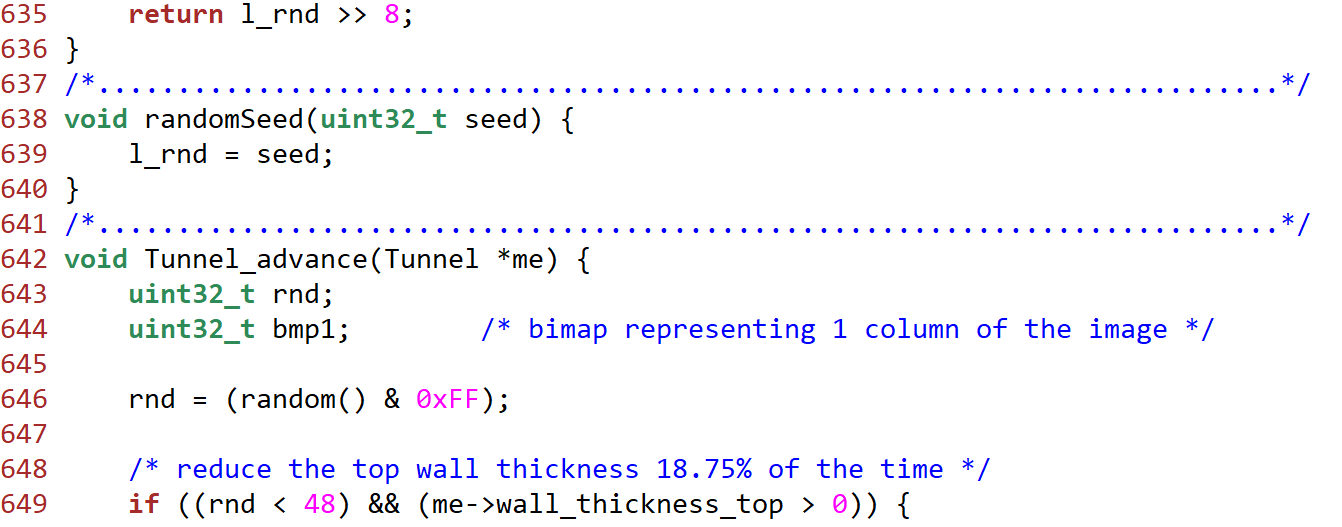 635     return l_rnd >> 8;
636 }
637 /*..........................................................................*/
638 void randomSeed(uint32_t seed) {
639     l_rnd = seed;
640 }
641 /*..........................................................................*/
642 void Tunnel_advance(Tunnel *me) {
643     uint32_t rnd;
644     uint32_t bmp1;        /* bimap representing 1 column of the image */
645
646     rnd = (random() & 0xFF);
647
648     /* reduce the top wall thickness 18.75% of the time */
649     if ((rnd < 48) && (me->wall_thickness_top > 0)) {